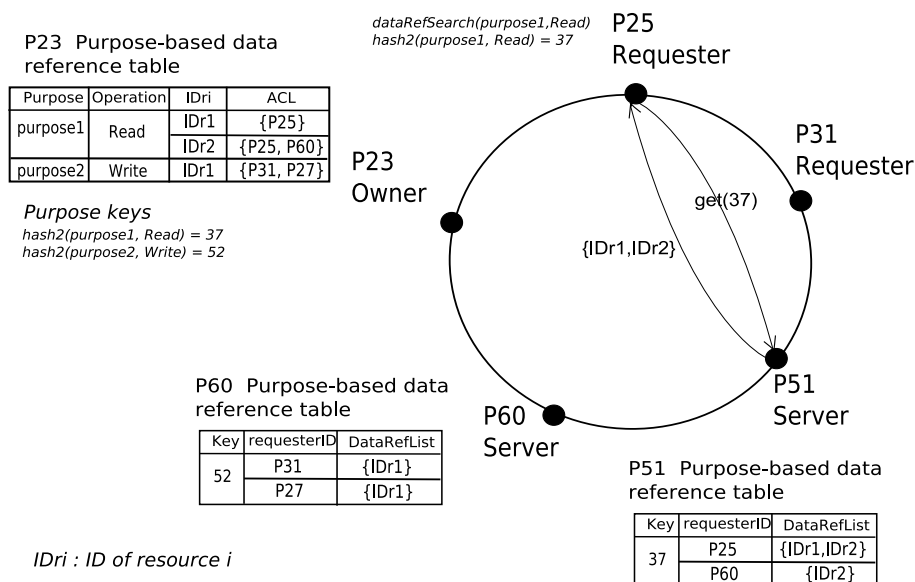 dataRefSearch(purpose1,Read)
hash2(purpose1, Read) = 37
P25
Requester
P23 Purpose-based data
reference table
Purpose Operation IDri ACL
purpose1 Read IDr1 {P25}
IDr2 {P25, P60}
purpose2 Write IDr1 {P31, P27}
Purpose keys
hash2(purpose1, Read) = 37
hash2(purpose2, Write) = 52
P23
Owner
P31
Requester
get(37)
{IDr1,IDr2}
P51
Server
P60
Server
P60 Purpose-based data
reference table
Key requesterID DataRefList
52 P31 {IDr1}
P27 {IDr1}
P51 Purpose-based data
reference table
Key requesterID DataRefList
37 P25 {IDr1,IDr2}
P60 {IDr2}
IDri : ID of resource i